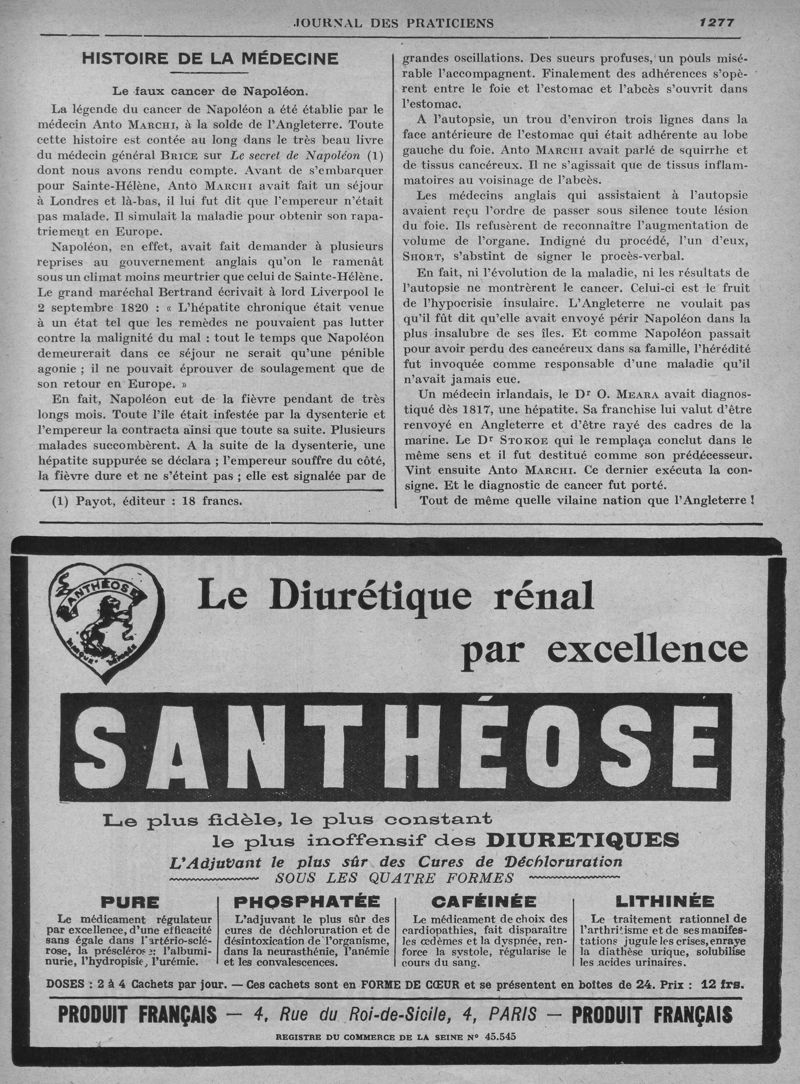 JOURNAL DES PRATICIENS 1277
HISTOIRE DE LA MÉDECINE
Le faux cancer de Napoléon.
La légende du cancer de Napoléon a été établie par le
médecin Anto MARCHI, à la solde de l'Angleterre. Toute
cette histoire est contée au long dans le très beau livre
du médecin général BRICE sur Le secret de Napoléon (1)
dont nous avons rendu compte. Avant de s'embarquer
pour Sainte-Hélène, Anto MARCHI avait fait un séjour
à Londres et là-bas, il lui fut dit que l'empereur n'était
pas malade. Il simulait la maladie pour obtenir son rapa-
triement en Europe.
Napoléon, en effet, avait fait demander à plusieurs
reprises au gouvernement anglais qu'on le ramenât
sous un climat moins meurtrier que celui de Sainte-Hélène.
Le grand maréchal Bertrand écrivait à lord Liverpool le
2 septembre 1820 : « L'hépatite chronique était venue
à un état tel que les remèdes ne pouvaient pas lutter
contre la malignité du mal : tout le temps que Napoléon
demeurerait dans ce séjour ne serait qu'une pénible
agonie ; il ne pouvait éprouver de soulagement que de
son retour en Europe. »
En fait, Napoléon eut de la fièvre pendant de très
longs mois. Toute l'île était infestée par la dysenterie et
l'empereur la contracta ainsi que toute sa suite. Plusieurs
malades succombèrent. A la suite de la dysenterie, une
hépatite suppurée se déclara ; l'empereur souffre du côté,
la fièvre dure et ne s'éteint pas ; elle est signalée par de
(1) Payot, éditeur : 18 francs.
grandes oscillations. Des sueurs profuses, un pouls misé-
rable l'accompagnent. Finalement des adhérences s'opè-
rent entre le foie et l'estomac et l'abcès s'ouvrit dans
l'estomac.
A l'autopsie, un trou d'environ trois lignes dans la
face antérieure de l'estomac qui était adhérente au lobe
gauche du foie. Anto MARCHI avait parlé de squirrhe et
de tissus cancéreux. Il ne s'agissait que de tissus inflam-
matoires au voisinage de l'abcès.
Les médecins anglais qui assistaient à l'autopsie
avaient reçu l'ordre de passer sous silence toute lésion
du foie. Ils refusèrent de reconnaître l'augmentation de
volume de l'organe. Indigné du procédé, l'un d'eux,
SHORT, s'abstint de signer le procès-verbal.
En fait, ni l'évolution de la maladie, ni les résultats de
l'autopsie ne montrèrent le cancer. Celui-ci est le fruit
de l'hypocrisie insulaire. L'Angleterre ne voulait pas
qu'il fût dit qu'elle avait envoyé périr Napoléon dans la
plus insalubre de ses îles. Et comme Napoléon passait
pour avoir perdu des cancéreux dans sa famille, l'hérédité
fut invoquée comme responsable d'une maladie qu'il
n'avait jamais eue.
Un médecin irlandais, le Dr O. MEARA avait diagnos-
tiqué dès 1817, une hépatite. Sa franchise lui valut d'être
renvoyé en Angleterre et d'être rayé des cadres de la
marine. Le Dr STOKOE qui le remplaça conclut dans le
même sens et il fut destitué comme son prédécesseur.
Vint ensuite Anto MARCHI. Ce dernier exécuta la con-
signe. Et le diagnostic de cancer fut porté.
Tout de même quelle vilaine nation que l'Angleterre !
SANTHÉOSE
Le Diurétique rénal
par excellence
SANTHÉOSE
Le plus fidèle, le plus constant
le plus inoffensif des DIURETIQUES
L'Adjuvant le plus sûr des Cures de Déchloruration
SOUS LES QUATRE FORMES
PURE
Le médicament régulateur
par excellence, d'une efficacité
sans égale dans l'artério-sclé-
rose, la présclérose, l'albumi-
nurie, l'hydropisie, l'urémie.
PHOSPHATÉE
L'adjuvant le plus sûr des
cures de déchloruration et de
désintoxication de l'organisme,
dans la neurasthénie, l'anémie
et les convalescences.
CAFÉINÉE
Le médicament de choix des
cardiopathies, fait disparaître
les œdèmes et la dyspnée, ren-
force la systole, régularise le
cours du sang.
LITHINÉE
Le traitement rationnel de
l'arthritisme et de ses manifes-
tations jugule les crises, enraye
la diathèse urique, solubilise
les acides urinaires.
DOSES : 2 à 4 Cachets par jour. — Ces cachets sont en FORME DE CŒUR et se présentent en boîtes de 24. Prix : 12 frs.
PRODUIT FRANÇAIS — 4, Rue du Roi-de-Sicile, 4, PARIS — PRODUIT FRANÇAIS
REGISTRE DU COMMERCE DE LA SEINE N° 45.545